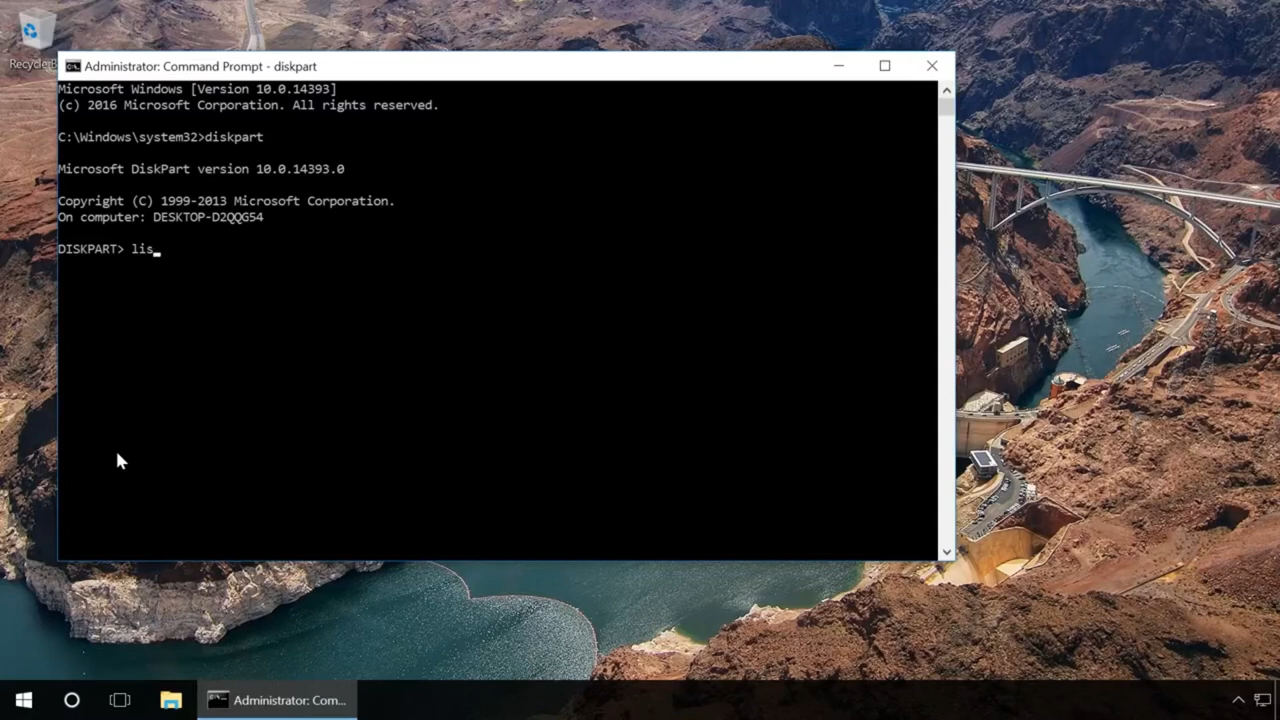 Recycle B
Administrator: Command Prompt - diskpart
Microsoft Windows [Version 10.0.14393]
(c) 2016 Microsoft Corporation. All rights reserved.
C:\Windows\system32>diskpart
Microsoft DiskPart version 10.0.14393.0
Copyright (C) 1999-2013 Microsoft Corporation.
On computer: DESKTOP-D2QQG54
DISKPART> lis
Administrator: Com...